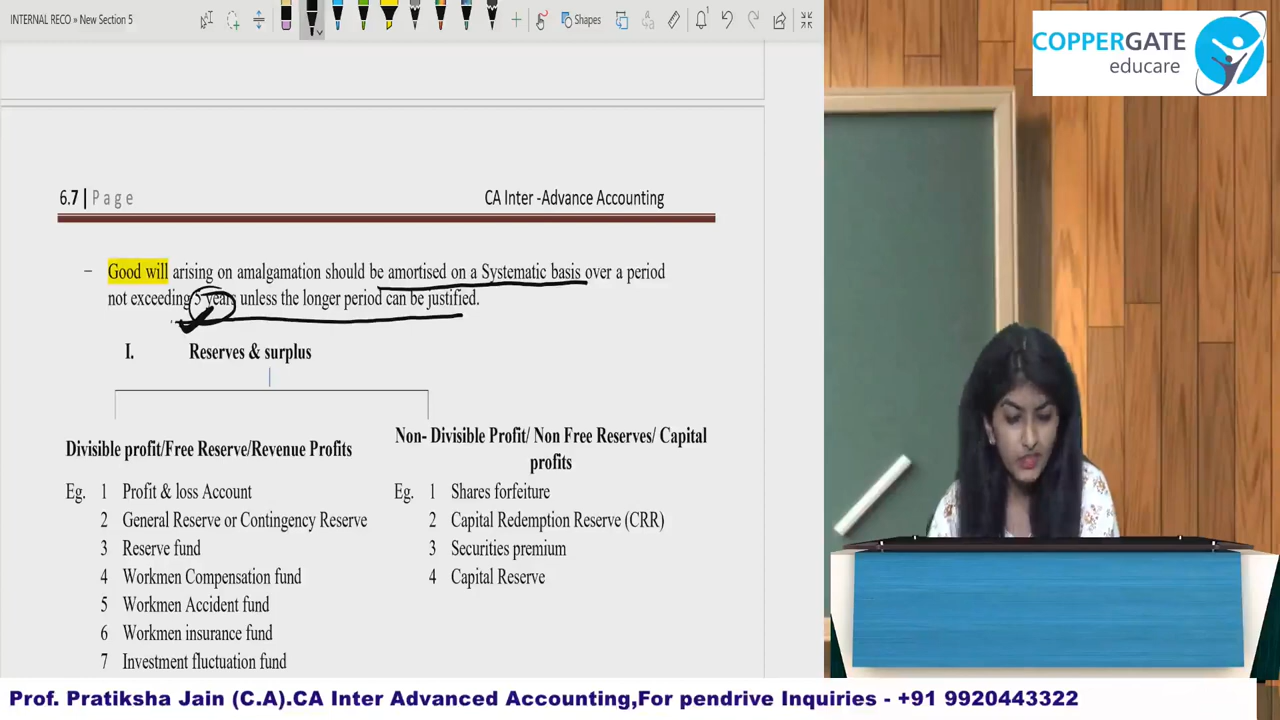 INTERNAL RECO » New Section 5
Shapes
COPPERGATE
educare
6.7 | Page
CA Inter -Advance Accounting
– Good will arising on amalgamation should be amortised on a Systematic basis over a period
not exceeding 5 years unless the longer period can be justified.
I. Reserves & surplus
Divisible profit/Free Reserve/Revenue Profits
Eg. 1 Profit & loss Account
2 General Reserve or Contingency Reserve
3 Reserve fund
4 Workmen Compensation fund
5 Workmen Accident fund
6 Workmen insurance fund
7 Investment fluctuation fund
Non- Divisible Profit/ Non Free Reserves/ Capital
profits
Eg. 1 Shares forfeiture
2 Capital Redemption Reserve (CRR)
3 Securities premium
4 Capital Reserve
Prof. Pratiksha Jain (C.A).CA Inter Advanced Accounting,For pendrive Inquiries - +91 9920443322